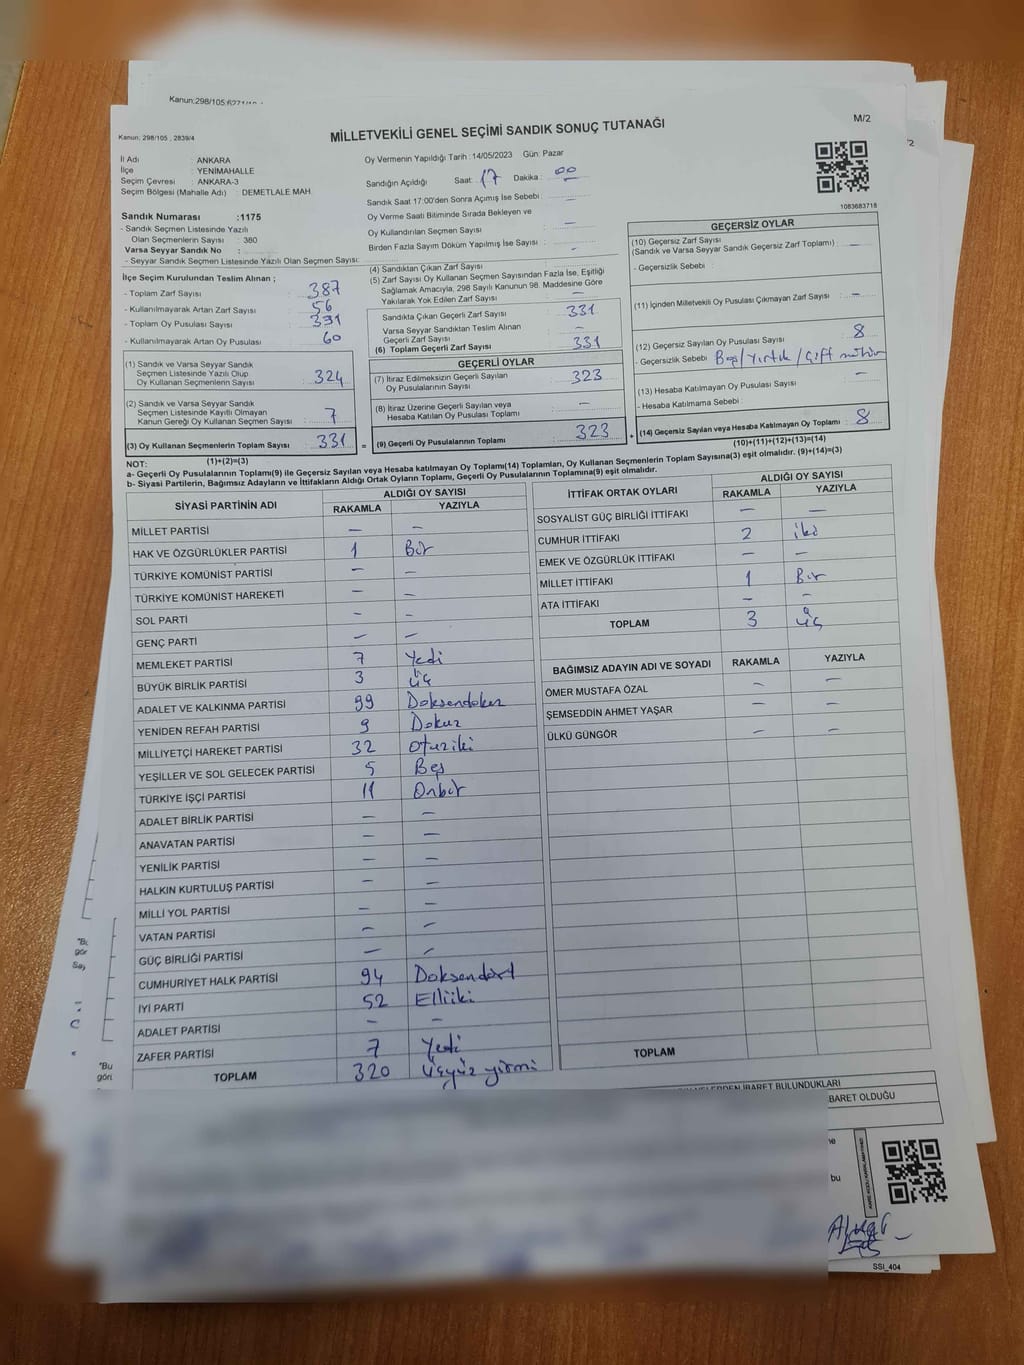 Kanun:298/105;6271/10-/
M/2
MİLLETVEKİLİ GENEL SEÇİMİ SANDIK SONUÇ TUTANAĞI
Kanun: 298/105 , 2839/4
İl Adı : ANKARA
İlçe : YENİMAHALLE
Seçim Çevresi : ANKARA-3
Seçim Bölgesi (Mahalle Adı) : DEMETLALE MAH.
Oy Vermenin Yapıldığı Tarih :14/05/2023 Gün: Pazar
Sandığın Açıldığı Saat: 17 Dakika : 00
Sandık Saat 17:00'den Sonra Açımış İse Sebebi : –
Oy Verme Saati Bitiminde Sırada Bekleyen ve
Oy Kullandırılan Seçmen Sayısı : –
Birden Fazla Sayım Döküm Yapılmış İse Sayısı : –
1083683718
Sandık Numarası :1175
- Sandık Seçmen Listesinde Yazılı
Olan Seçmenlerin Sayısı : 380
Varsa Seyyar Sandık No :
- Seyyar Sandık Seçmen Listesinde Yazılı Olan Seçmen Sayısı:
İlçe Seçim Kurulundan Teslim Alınan ;
- Toplam Zarf Sayısı : 387
- Kullanılmayarak Artan Zarf Sayısı : 56
- Toplam Oy Pusulası Sayısı : 391
- Kullanılmayarak Artan Oy Pusulası : 60
(1) Sandık ve Varsa Seyyar Sandık
Seçmen Listesinde Yazılı Olup
Oy Kullanan Seçmenlerin Sayısı : 324
(2) Sandık ve Varsa Seyyar Sandık
Seçmen Listesinde Kayıtlı Olmayan
Kanun Gereği Oy Kullanan Seçmen Sayısı : 7
(3) Oy Kullanan Seçmenlerin Toplam Sayısı : 331 =
(1)+(2)=(3)
(4) Sandıktan Çıkan Zarf Sayısı :
(5) Zarf Sayısı Oy Kullanan Seçmen Sayısından Fazla İse, Eşitliği
Sağlamak Amacıyla, 298 Sayılı Kanunun 98. Maddesine Göre
Yakılarak Yok Edilen Zarf Sayısı : –
Sandıkta Çıkan Geçerli Zarf Sayısı : 331
Varsa Seyyar Sandıktan Teslim Alınan
Geçerli Zarf Sayısı : –
(6) Toplam Geçerli Zarf Sayısı : 331
GEÇERLİ OYLAR
(7) İtiraz Edilmeksizin Geçerli Sayılan
Oy Pusulalarının Sayısı : 323
(8) İtiraz Üzerine Geçerli Sayılan veya
Hesaba Katılan Oy Pusulası Toplamı : –
(9) Geçerli Oy Pusulalarının Toplamı : 323 +
GEÇERSİZ OYLAR
(10) Geçersiz Zarf Sayısı
(Sandık ve Varsa Seyyar Sandık Geçersiz Zarf Toplamı) : –
- Geçersizlik Sebebi :
(11) İçinden Milletvekili Oy Pusulası Çıkmayan Zarf Sayısı : –
(12) Geçersiz Sayılan Oy Pusulası Sayısı : 8
- Geçersizlik Sebebi : Boş/Yırtık/Çift mühür
(13) Hesaba Katılmayan Oy Pusulası Sayısı : –
- Hesaba Katılmama Sebebi :
(14) Geçersiz Sayılan veya Hesaba Katılmayan Oy Toplamı : 8
(10)+(11)+(12)+(13)=(14)
NOT:
a- Geçerli Oy Pusulalarının Toplamı(9) ile Geçersiz Sayılan veya Hesaba katılmayan Oy Toplamı(14) Toplamları, Oy Kullanan Seçmenlerin Toplam Sayısına(3) eşit olmalıdır. (9)+(14)=(3)
b- Siyasi Partilerin, Bağımsız Adayların ve İttifakların Aldığı Ortak Oyların Toplamı, Geçerli Oy Pusulalarının Toplamına(9) eşit olmalıdır.
SİYASİ PARTİNİN ADI ALDIĞI OY SAYISI
RAKAMLA YAZIYLA
MİLLET PARTİSİ – –
HAK VE ÖZGÜRLÜKLER PARTİSİ 1 Bir
TÜRKİYE KOMÜNİST PARTİSİ – –
TÜRKİYE KOMÜNİST HAREKETİ – –
SOL PARTİ – –
GENÇ PARTİ – –
MEMLEKET PARTİSİ 7 Yedi
BÜYÜK BİRLİK PARTİSİ 3 üç
ADALET VE KALKINMA PARTİSİ 99 Doksandokuz
YENİDEN REFAH PARTİSİ 9 Dokuz
MİLLİYETÇİ HAREKET PARTİSİ 32 otuziki
YEŞİLLER VE SOL GELECEK PARTİSİ 5 Beş
TÜRKİYE İŞÇİ PARTİSİ 11 Onbir
ADALET BİRLİK PARTİSİ – –
ANAVATAN PARTİSİ – –
YENİLİK PARTİSİ – –
HALKIN KURTULUŞ PARTİSİ – –
MİLLİ YOL PARTİSİ – –
VATAN PARTİSİ – –
GÜÇ BİRLİĞİ PARTİSİ – –
CUMHURİYET HALK PARTİSİ 94 Doksandört
İYİ PARTİ 52 Elliiki
ADALET PARTİSİ – –
ZAFER PARTİSİ 7 Yedi
TOPLAM 320 üçyüz yirmi
İTTİFAK ORTAK OYLARI ALDIĞI OY SAYISI
RAKAMLA YAZIYLA
SOSYALİST GÜÇ BİRLİĞİ İTTİFAKI – –
CUMHUR İTTİFAKI 2 iki
EMEK VE ÖZGÜRLÜK İTTİFAKI – –
MİLLET İTTİFAKI 1 Bir
ATA İTTİFAKI – –
TOPLAM 3 üç
BAĞIMSIZ ADAYIN ADI VE SOYADI RAKAMLA YAZIYLA
ÖMER MUSTAFA ÖZAL – –
ŞEMSEDDİN AHMET YAŞAR – –
ÜLKÜ GÜNGÖR – –
TOPLAM
İBARET BULUNDUKLARI
BARET OLDUĞU
bu
SSI_404
"Bu
göri